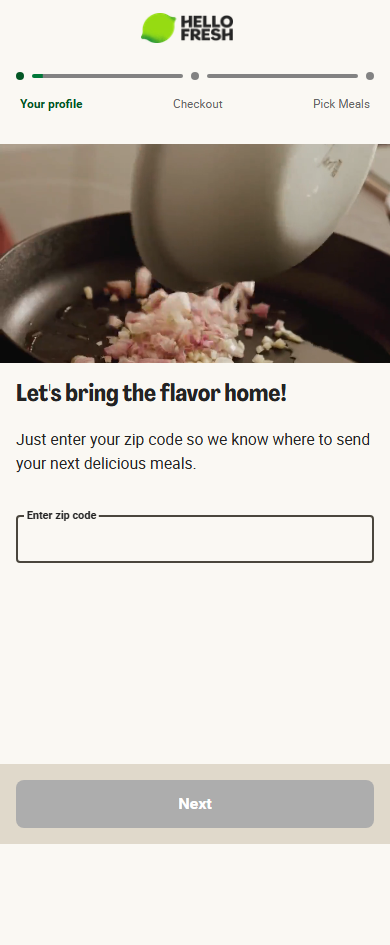 HELLO
FRESH
Your profile
Checkout
Pick Meals
Let's bring the flavor home!
Just enter your zip code so we know where to send
your next delicious meals.
Enter zip code
Next